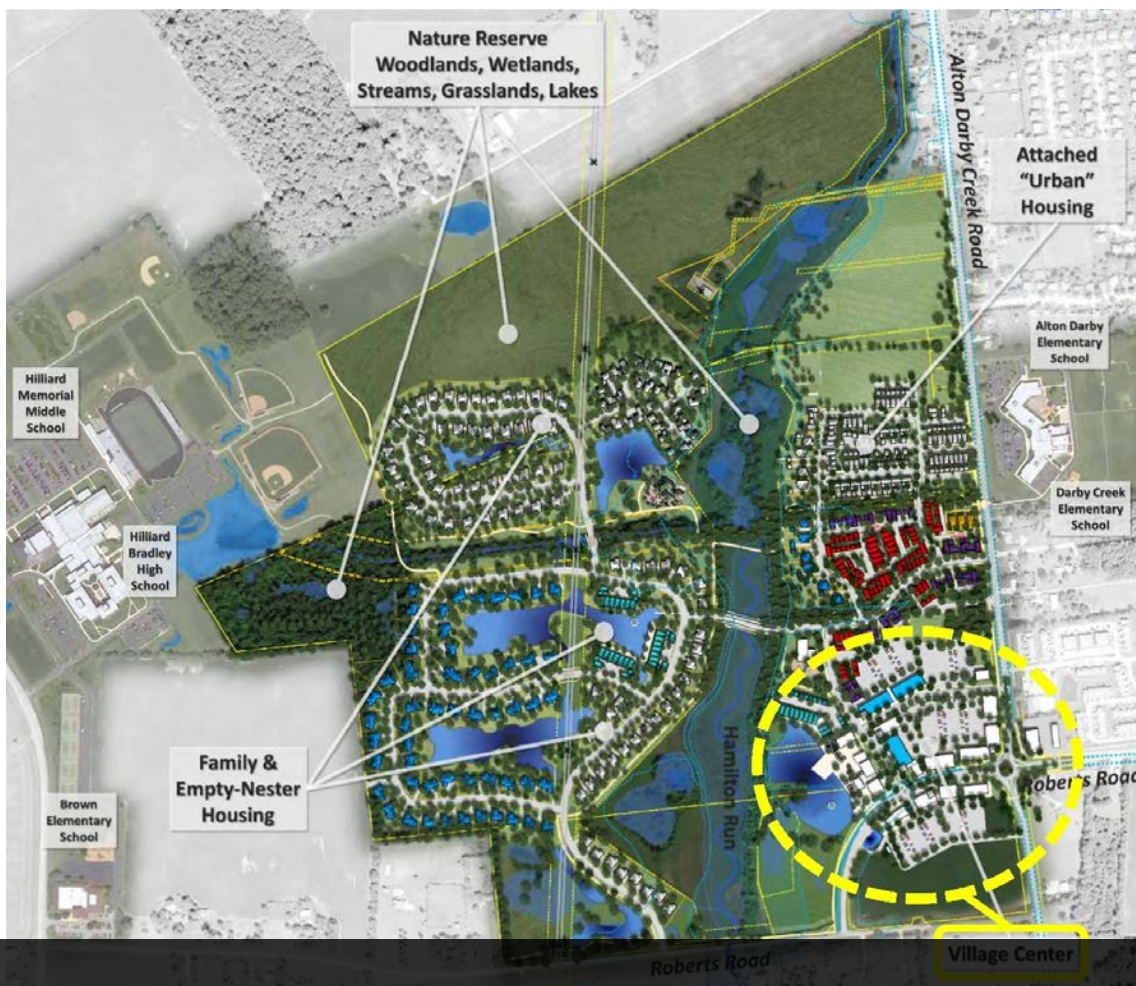 Nature Reserve
Woodlands, Wetlands,
Streams, Grasslands, Lakes
Alton Darby Creek Road
Attached
"Urban"
Housing
Alton Darby
Elementary
School
Hilliard
Memorial
Middle
School
Darby Creek
Elementary
School
Hilliard
Bradley
High
School
Family &
Empty-Nester
Housing
Hamilton Run
Brown
Elementary
School
Roberts Road
Roberts Road
Village Center